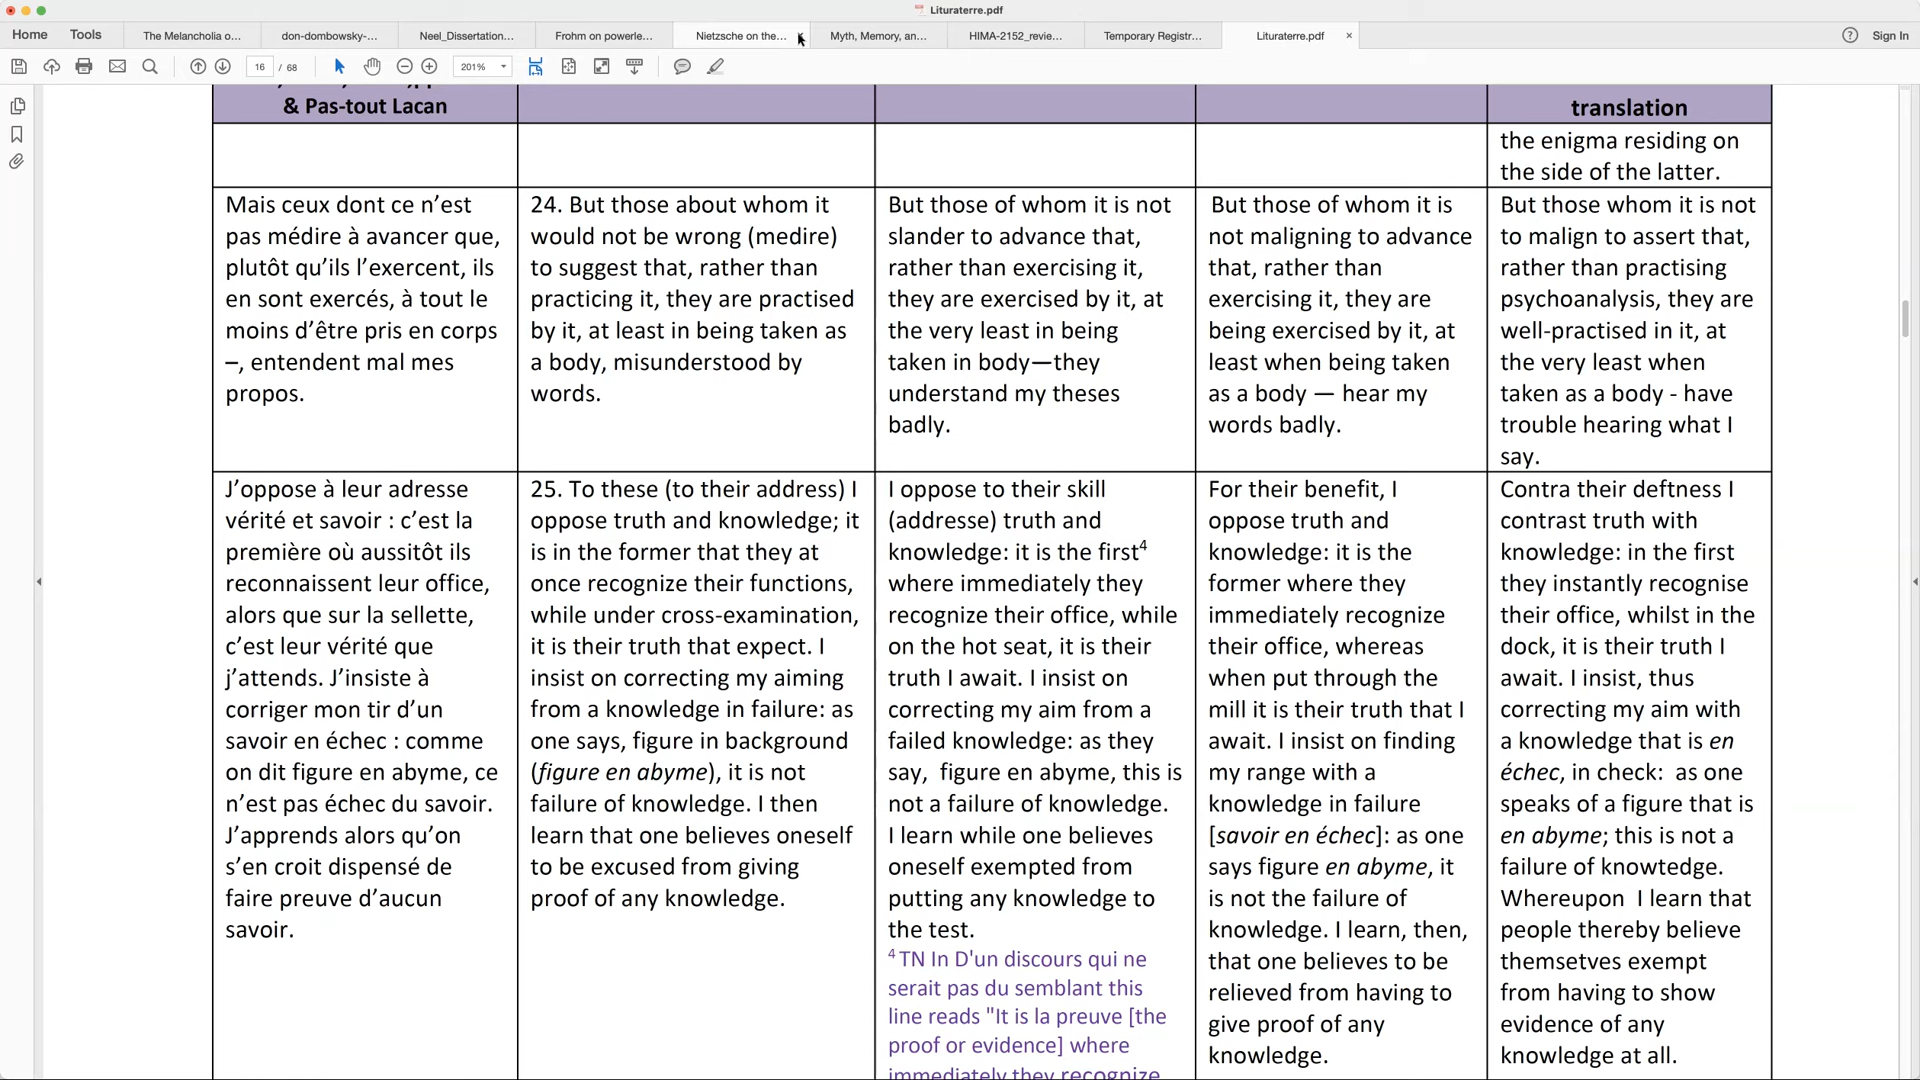 Lituraterre.pdf
Home
Tools
The Melancholia o...
don-dombowsky-...
Neel_Dissertation...
Frohm on powerle...
Nietzsche on the...
Myth, Memory, an...
HIMA-2152_revie...
Temporary Registr...
Lituraterre.pdf
Sign In
16 / 68
201%
& Pas-tout Lacan
translation
the enigma residing on
the side of the latter.
Mais ceux dont ce n’est
pas médire à avancer que,
plutôt qu’ils l’exercent, ils
en sont exercés, à tout le
moins d’être pris en corps
–, entendent mal mes
propos.
24. But those about whom it
would not be wrong (medire)
to suggest that, rather than
practicing it, they are practised
by it, at least in being taken as
a body, misunderstood by
words.
But those of whom it is not
slander to advance that,
rather than exercising it,
they are exercised by it, at
the very least in being
taken in body—they
understand my theses
badly.
But those of whom it is
not maligning to advance
that, rather than
exercising it, they are
being exercised by it, at
least when being taken
as a body — hear my
words badly.
But those whom it is not
to malign to assert that,
rather than practising
psychoanalysis, they are
well-practised in it, at
the very least when
taken as a body - have
trouble hearing what I
say.
J’oppose à leur adresse
vérité et savoir : c’est la
première où aussitôt ils
reconnaissent leur office,
alors que sur la sellette,
c’est leur vérité que
j’attends. J’insiste à
corriger mon tir d’un
savoir en échec : comme
on dit figure en abyme, ce
n’est pas échec du savoir.
J’apprends alors qu’on
s’en croit dispensé de
faire preuve d’aucun
savoir.
25. To these (to their address) I
oppose truth and knowledge; it
is in the former that they at
once recognize their functions,
while under cross-examination,
it is their truth that expect. I
insist on correcting my aiming
from a knowledge in failure: as
one says, figure in background
(figure en abyme), it is not
failure of knowledge. I then
learn that one believes oneself
to be excused from giving
proof of any knowledge.
I oppose to their skill
(addresse) truth and
knowledge: it is the first4
where immediately they
recognize their office, while
on the hot seat, it is their
truth I await. I insist on
correcting my aim from a
failed knowledge: as they
say, figure en abyme, this is
not a failure of knowledge.
I learn while one believes
oneself exempted from
putting any knowledge to
the test.
4 TN In D'un discours qui ne
serait pas du semblant this
line reads "It is la preuve [the
proof or evidence] where
immediately they recognize
For their benefit, I
oppose truth and
knowledge: it is the
former where they
immediately recognize
their office, whereas
when put through the
mill it is their truth that I
await. I insist on finding
my range with a
knowledge in failure
[savoir en échec]: as one
says figure en abyme, it
is not the failure of
knowledge. I learn, then,
that one believes to be
relieved from having to
give proof of any
knowledge.
Contra their deftness I
contrast truth with
knowledge: in the first
they instantly recognise
their office, whilst in the
dock, it is their truth I
await. I insist, thus
correcting my aim with
a knowledge that is en
échec, in check: as one
speaks of a figure that is
en abyme; this is not a
failure of knowtedge.
Whereupon I learn that
people thereby believe
themsetves exempt
from having to show
evidence of any
knowledge at all.